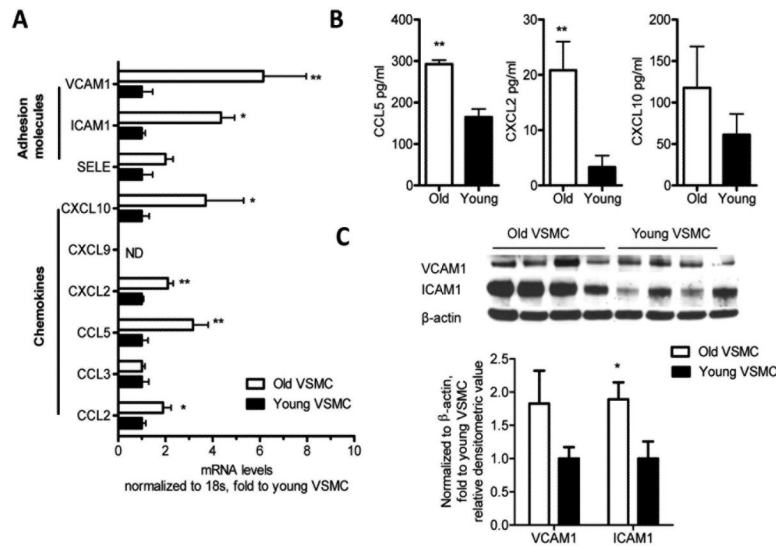 A
Adhesion molecules
VCAM1
**
ICAM1
*
SELE
Chemokines
CXCL10
*
CXCL9
ND
CXCL2
**
CCL5
**
CCL3
CCL2
*
Old VSMC
Young VSMC
0 2 4 6 8 10
mRNA levels
normalized to 18s, fold to young VSMC
B
CCL5 pg/ml
400
300
200
100
0
**
Old Young
CXCL2 pg/ml
30
20
10
0
**
Old Young
CXCL10 pg/ml
200
150
100
50
0
Old Young
C
Old VSMC Young VSMC
VCAM1
ICAM1
β-actin
Old VSMC
Young VSMC
Normalized to β-actin,
fold to young VSMC
relative densitometric value
2.5
2.0
1.5
1.0
0.5
0.0
*
VCAM1 ICAM1